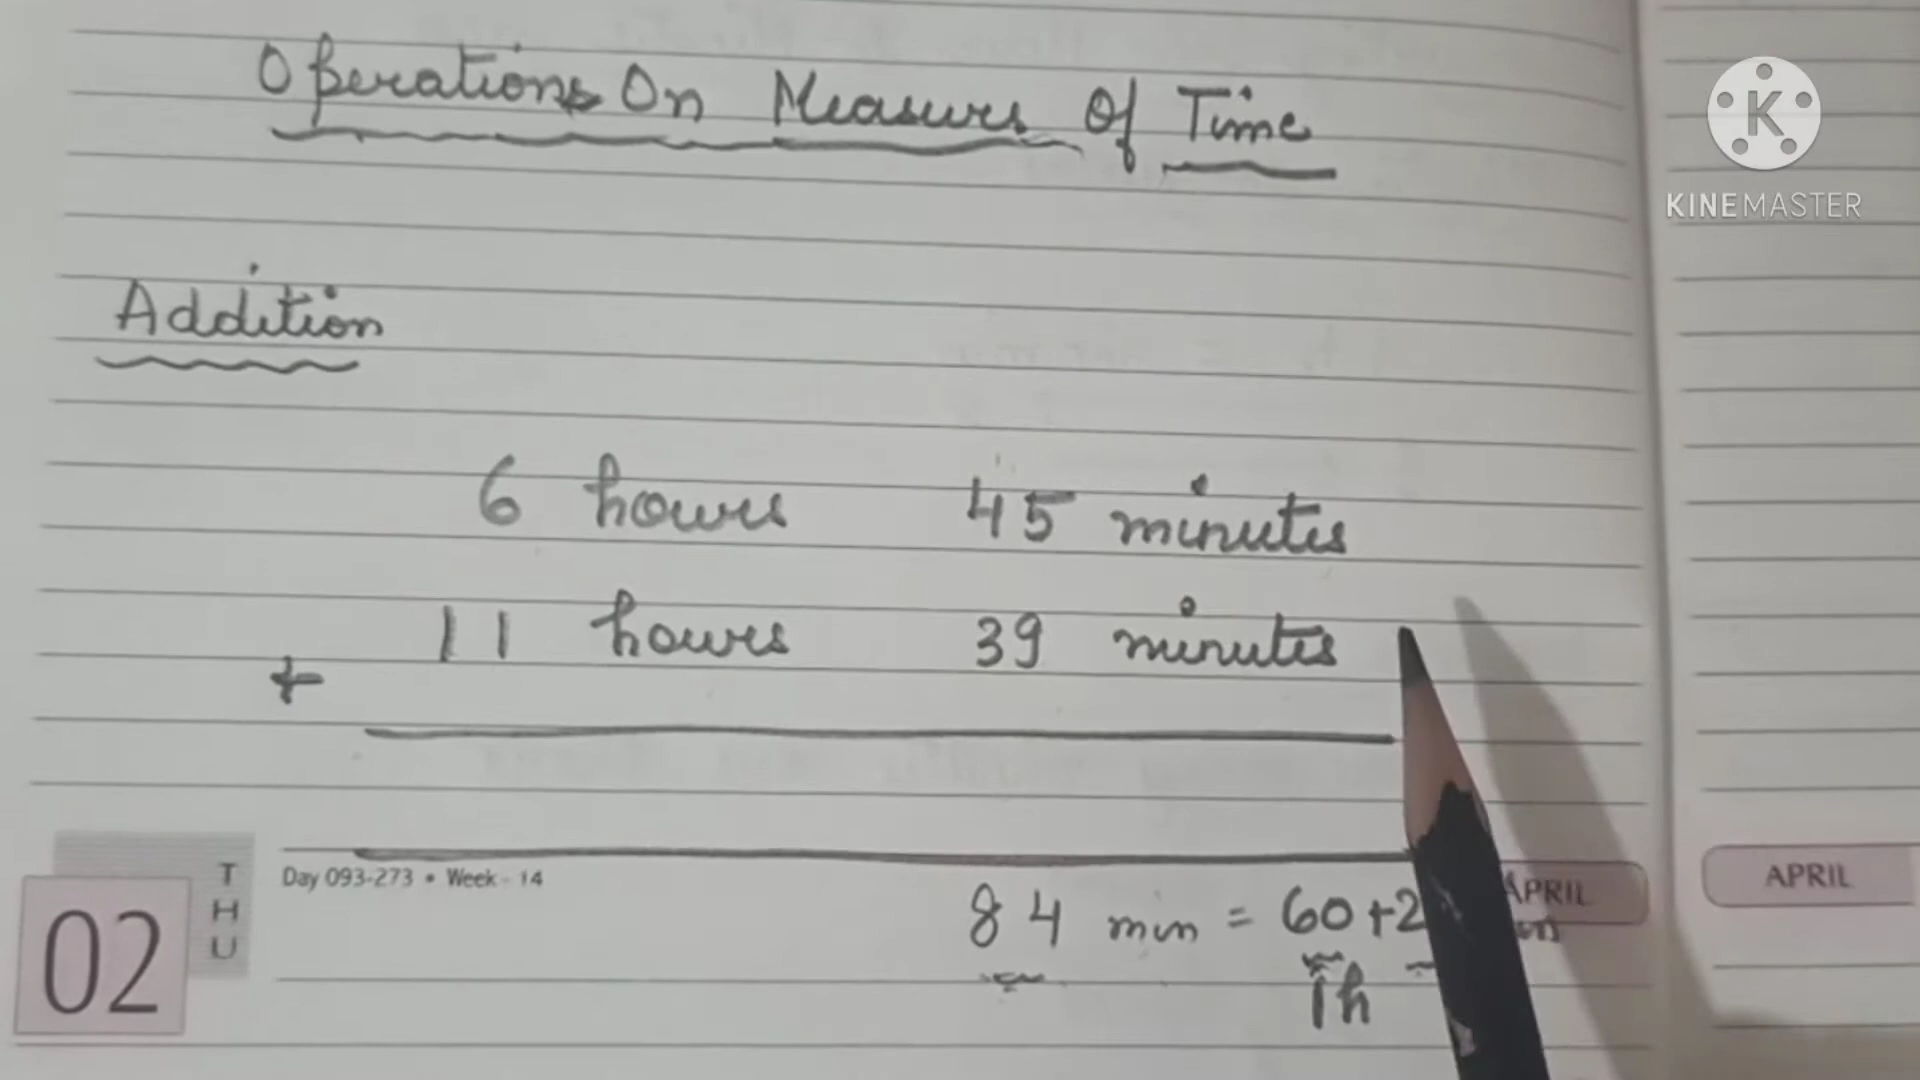 Operations On Measures Of Time
KINEMASTER
Addition
6 hours 45 minutes
11 hours 39 minutes
+
THU
02
Day 093-273 • Week - 14
APRIL
APRIL
84 min = 60+2
1h